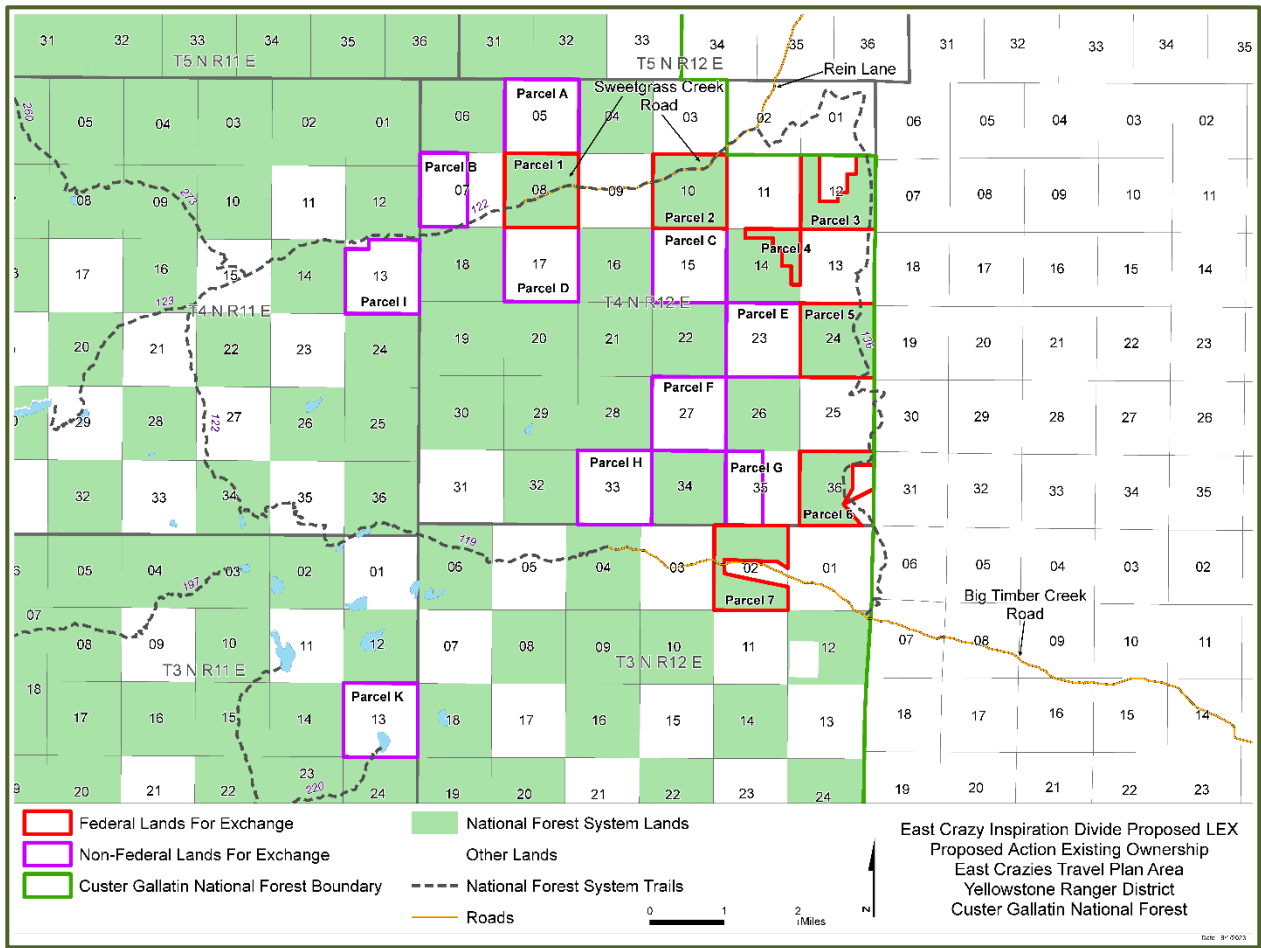 31 32 33 34 35 36 31 32 33 34 35 36 31 32 33 34 35
T5 N R11 E T5 N R12 E
Rein Lane
Sweetgrass Creek
Road
Parcel A
260
05 04 03 02 01 06 05 04 03 02 01 06 05 04 03 02
Parcel B Parcel 1
08 09 10 11 12 07 08 09 10 11 12 07 08 09 10 11
273 122 Parcel 2 Parcel 3
Parcel C Parcel 4
17 16 15 14 13 18 17 16 15 14 13 18 17 16 15 14
Parcel I Parcel D
123 T4 N R11 E T4 N R12 E
Parcel E Parcel 5
20 21 22 23 24 19 20 21 22 23 24 19 20 21 22 23
136
Parcel F
29 28 27 26 25 30 29 28 27 26 25 30 29 28 27 26
122
Parcel H Parcel G
32 33 34 35 36 31 32 33 34 35 36 31 32 33 34 35
Parcel 6
119
05 04 03 02 01 06 05 04 03 02 01 06 05 04 03 02
197
Parcel 7
Big Timber Creek
Road
07
08 09 10 11 12 07 08 09 10 11 12 07 08 09 10 11
T3 N R11 E T3 N R12 E
18
Parcel K
17 16 15 14 13 18 17 16 15 14 13 18 17 16 15 14
23
220
20 21 22 24 19 20 21 22 23 24 19 20 21 22 23
Federal Lands For Exchange
Non-Federal Lands For Exchange
Custer Gallatin National Forest Boundary
National Forest System Lands
Other Lands
National Forest System Trails
Roads
0 1 2
Miles
N
East Crazy Inspiration Divide Proposed LEX
Proposed Action Existing Ownership
East Crazies Travel Plan Area
Yellowstone Ranger District
Custer Gallatin National Forest